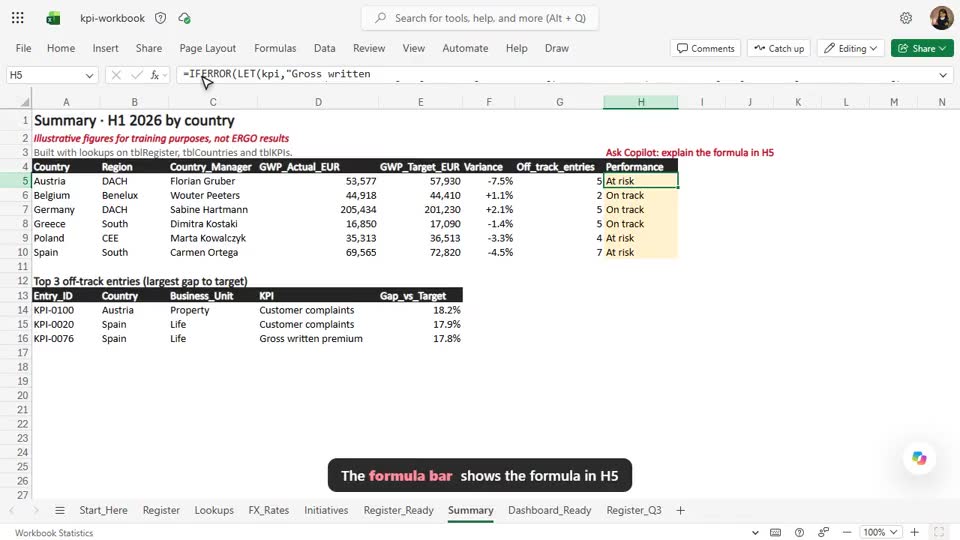 kpi-workbook
Search for tools, help, and more (Alt + Q)
File Home Insert Share Page Layout Formulas Data Review View Automate Help Draw
Comments Catch up Editing Share
H5 fx =IFERROR(LET(kpi,"Gross written
A B C D E F G H I J K L M N
1 Summary · H1 2026 by country
2 Illustrative figures for training purposes, not ERGO results
3 Built with lookups on tblRegister, tblCountries and tblKPIs. Ask Copilot: explain the formula in H5
4 Country Region Country_Manager GWP_Actual_EUR GWP_Target_EUR Variance Off_track_entries Performance
5 Austria DACH Florian Gruber 53,577 57,930 -7.5% 5 At risk
6 Belgium Benelux Wouter Peeters 44,918 44,410 +1.1% 2 On track
7 Germany DACH Sabine Hartmann 205,434 201,230 +2.1% 5 On track
8 Greece South Dimitra Kostaki 16,850 17,090 -1.4% 5 On track
9 Poland CEE Marta Kowalczyk 35,313 36,513 -3.3% 4 At risk
10 Spain South Carmen Ortega 69,565 72,820 -4.5% 7 At risk
11
12 Top 3 off-track entries (largest gap to target)
13 Entry_ID Country Business_Unit KPI Gap_vs_Target
14 KPI-0100 Austria Property Customer complaints 18.2%
15 KPI-0020 Spain Life Customer complaints 17.9%
16 KPI-0076 Spain Life Gross written premium 17.8%
17
18
19
20
21
22
23
24
25
26
27
The formula bar shows the formula in H5
Start_Here Register Lookups FX_Rates Initiatives Register_Ready Summary Dashboard_Ready Register_Q3
Workbook Statistics 100%